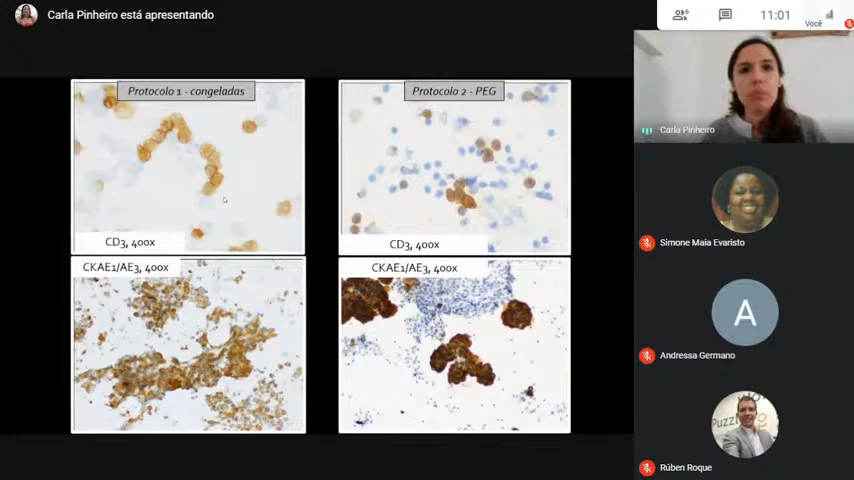 Carla Pinheiro está apresentando
6
11:01
Você
Protocolo 1 - congeladas
Protocolo 2 - PEG
CD3, 400x
CD3, 400x
CKAE1/AE3, 400x
CKAE1/AE3, 400x
Carla Pinheiro
Simone Maia Evaristo
A
Andressa Germano
Rúben Roque